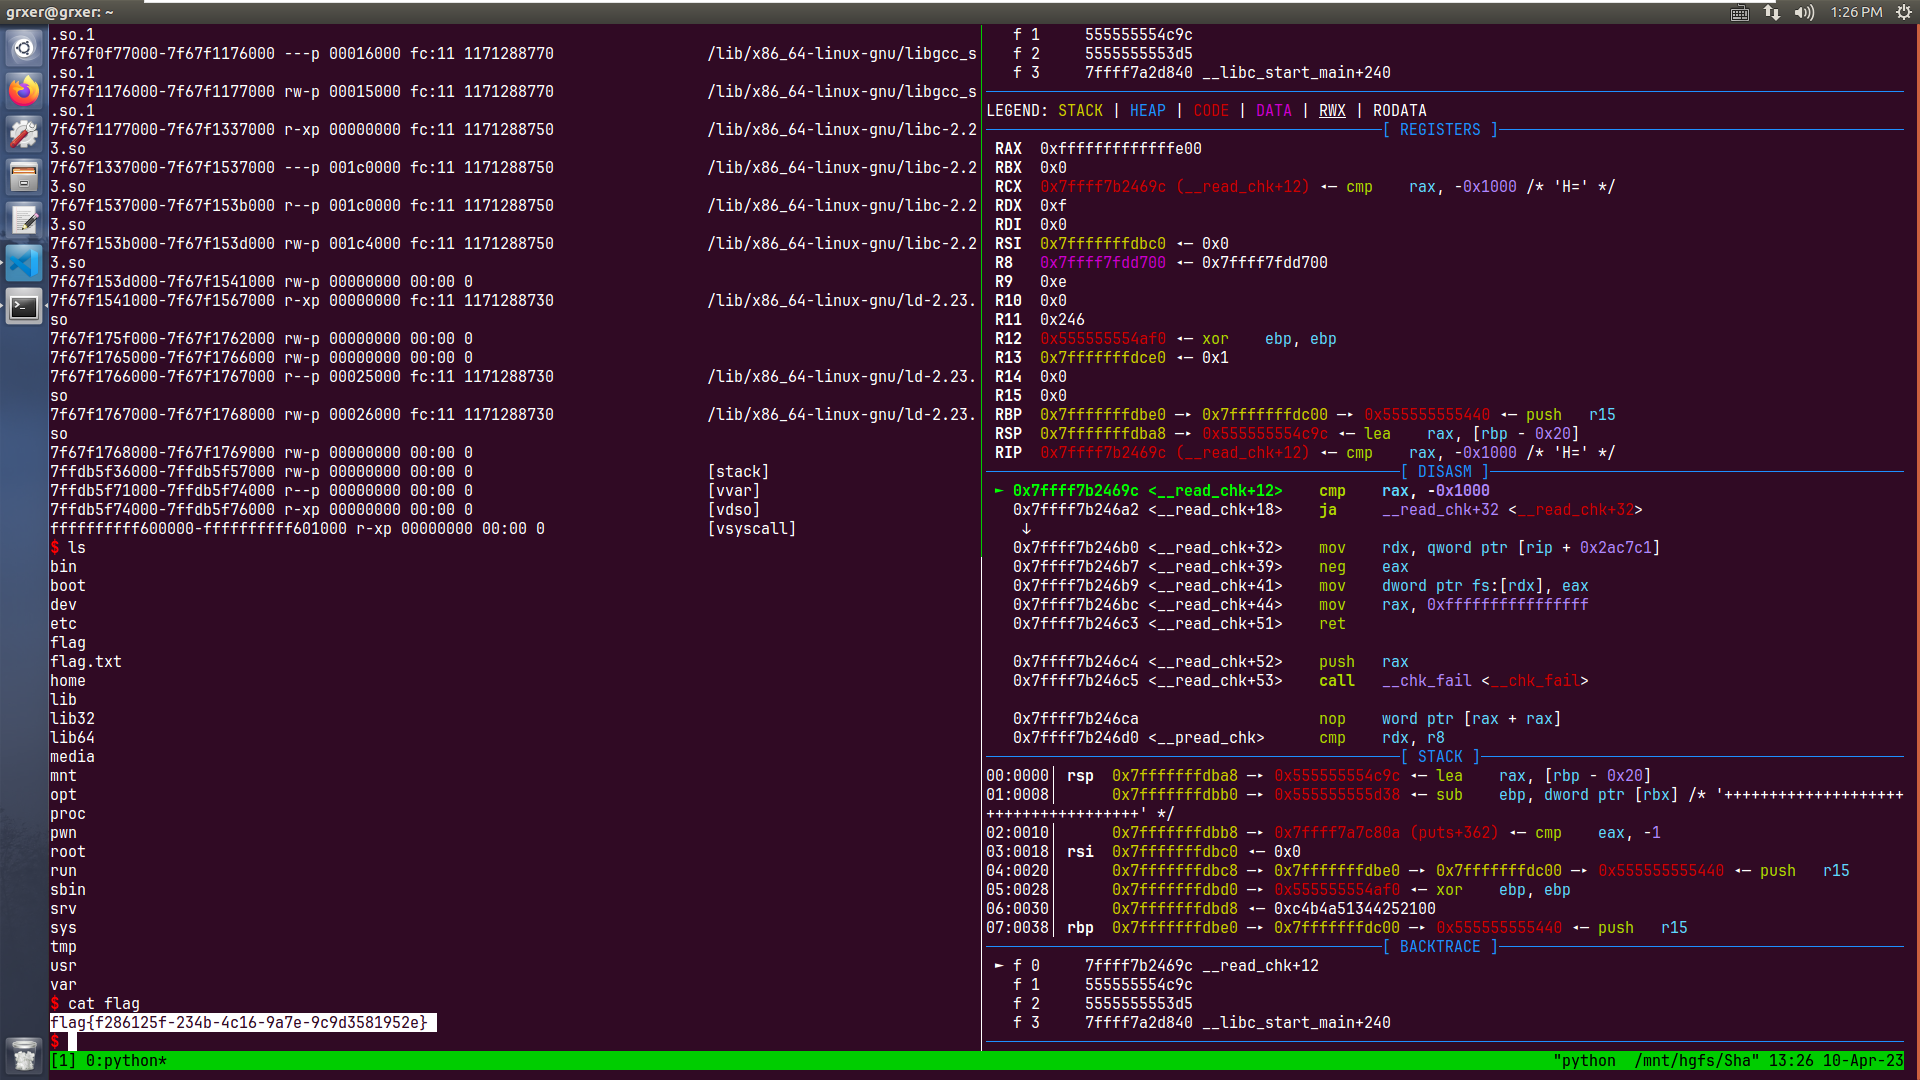 grxer@grxer: ~
1:26 PM
.so.1
7f67f0f77000-7f67f1176000 ---p 00016000 fc:11 1171288770 /lib/x86_64-linux-gnu/libgcc_s
.so.1
7f67f1176000-7f67f1177000 rw-p 00015000 fc:11 1171288770 /lib/x86_64-linux-gnu/libgcc_s
.so.1
7f67f1177000-7f67f1337000 r-xp 00000000 fc:11 1171288750 /lib/x86_64-linux-gnu/libc-2.2
3.so
7f67f1337000-7f67f1537000 ---p 001c0000 fc:11 1171288750 /lib/x86_64-linux-gnu/libc-2.2
3.so
7f67f1537000-7f67f153b000 r--p 001c0000 fc:11 1171288750 /lib/x86_64-linux-gnu/libc-2.2
3.so
7f67f153b000-7f67f153d000 rw-p 001c4000 fc:11 1171288750 /lib/x86_64-linux-gnu/libc-2.2
3.so
7f67f153d000-7f67f1541000 rw-p 00000000 00:00 0
7f67f1541000-7f67f1567000 r-xp 00000000 fc:11 1171288730 /lib/x86_64-linux-gnu/ld-2.23.
so
7f67f175f000-7f67f1762000 rw-p 00000000 00:00 0
7f67f1765000-7f67f1766000 rw-p 00000000 00:00 0
7f67f1766000-7f67f1767000 r--p 00025000 fc:11 1171288730 /lib/x86_64-linux-gnu/ld-2.23.
so
7f67f1767000-7f67f1768000 rw-p 00026000 fc:11 1171288730 /lib/x86_64-linux-gnu/ld-2.23.
so
7f67f1768000-7f67f1769000 rw-p 00000000 00:00 0
7ffdb5f36000-7ffdb5f57000 rw-p 00000000 00:00 0 [stack]
7ffdb5f71000-7ffdb5f74000 r--p 00000000 00:00 0 [vvar]
7ffdb5f74000-7ffdb5f76000 r-xp 00000000 00:00 0 [vdso]
ffffffffff600000-ffffffffff601000 r-xp 00000000 00:00 0 [vsyscall]
$ ls
bin
boot
dev
etc
flag
flag.txt
home
lib
lib32
lib64
media
mnt
opt
proc
pwn
root
run
sbin
srv
sys
tmp
usr
var
$ cat flag
flag{f286125f-234b-4c16-9a7e-9c9d3581952e}
$
f 1 555555554c9c
f 2 5555555553d5
f 3 7ffff7a2d840 __libc_start_main+240
LEGEND: STACK | HEAP | CODE | DATA | RWX | RODATA
[ REGISTERS ]
RAX 0xfffffffffffffe00
RBX 0x0
RCX 0x7ffff7b2469c (__read_chk+12) ◂— cmp rax, -0x1000 /* 'H=' */
RDX 0xf
RDI 0x0
RSI 0x7fffffffdbc0 ◂— 0x0
R8 0x7ffff7fdd700 ◂— 0x7ffff7fdd700
R9 0xe
R10 0x0
R11 0x246
R12 0x555555554af0 ◂— xor ebp, ebp
R13 0x7fffffffdce0 ◂— 0x1
R14 0x0
R15 0x0
RBP 0x7fffffffdbe0 —▸ 0x7fffffffdc00 —▸ 0x555555555440 ◂— push r15
RSP 0x7fffffffdba8 —▸ 0x555555554c9c ◂— lea rax, [rbp - 0x20]
RIP 0x7ffff7b2469c (__read_chk+12) ◂— cmp rax, -0x1000 /* 'H=' */
[ DISASM ]
► 0x7ffff7b2469c <__read_chk+12> cmp rax, -0x1000
0x7ffff7b246a2 <__read_chk+18> ja __read_chk+32 <__read_chk+32>
↓
0x7ffff7b246b0 <__read_chk+32> mov rdx, qword ptr [rip + 0x2ac7c1]
0x7ffff7b246b7 <__read_chk+39> neg eax
0x7ffff7b246b9 <__read_chk+41> mov dword ptr fs:[rdx], eax
0x7ffff7b246bc <__read_chk+44> mov rax, 0xffffffffffffffff
0x7ffff7b246c3 <__read_chk+51> ret
0x7ffff7b246c4 <__read_chk+52> push rax
0x7ffff7b246c5 <__read_chk+53> call __chk_fail <__chk_fail>
0x7ffff7b246ca nop word ptr [rax + rax]
0x7ffff7b246d0 <__pread_chk> cmp rdx, r8
[ STACK ]
00:0000│ rsp 0x7fffffffdba8 —▸ 0x555555554c9c ◂— lea rax, [rbp - 0x20]
01:0008│ 0x7fffffffdbb0 —▸ 0x555555555d38 ◂— sub ebp, dword ptr [rbx] /* '++++++++++++++++++++
+++++++++++++++++' */
02:0010│ 0x7fffffffdbb8 —▸ 0x7ffff7a7c80a (puts+362) ◂— cmp eax, -1
03:0018│ rsi 0x7fffffffdbc0 ◂— 0x0
04:0020│ 0x7fffffffdbc8 —▸ 0x7fffffffdbe0 —▸ 0x7fffffffdc00 —▸ 0x555555555440 ◂— push r15
05:0028│ 0x7fffffffdbd0 —▸ 0x555555554af0 ◂— xor ebp, ebp
06:0030│ 0x7fffffffdbd8 ◂— 0xc4b4a51344252100
07:0038│ rbp 0x7fffffffdbe0 —▸ 0x7fffffffdc00 —▸ 0x555555555440 ◂— push r15
[ BACKTRACE ]
► f 0 7ffff7b2469c __read_chk+12
f 1 555555554c9c
f 2 5555555553d5
f 3 7ffff7a2d840 __libc_start_main+240
[1] 0:python* "python /mnt/hgfs/Sha" 13:26 10-Apr-23